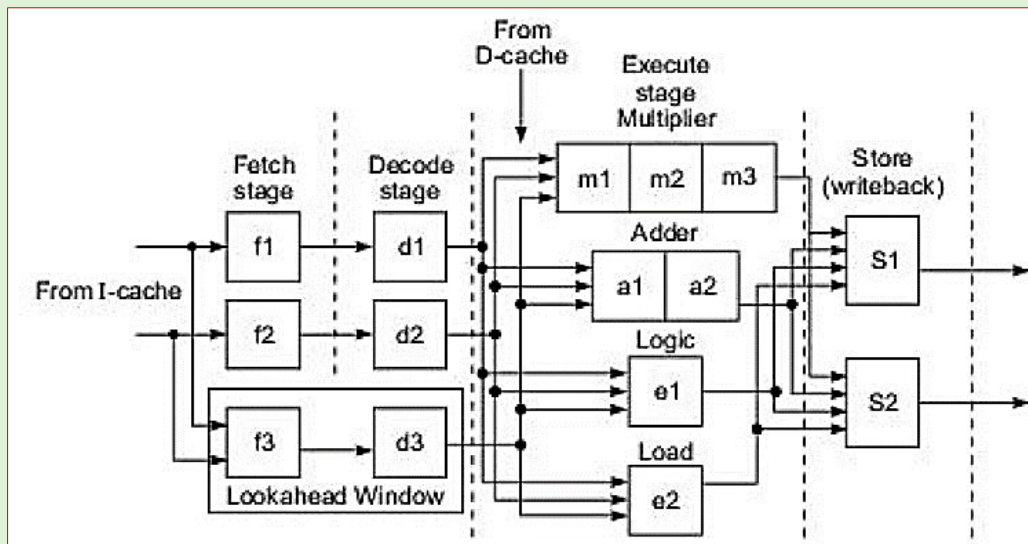 From
D-cache
Execute
stage
Multiplier
Fetch
stage
Decode
stage
Store
(writeback)
m1 m2 m3
Adder
f1 d1
S1
a1 a2
From I-cache
f2 d2
Logic
e1
S2
f3 d3
Load
Lookahead Window
e2